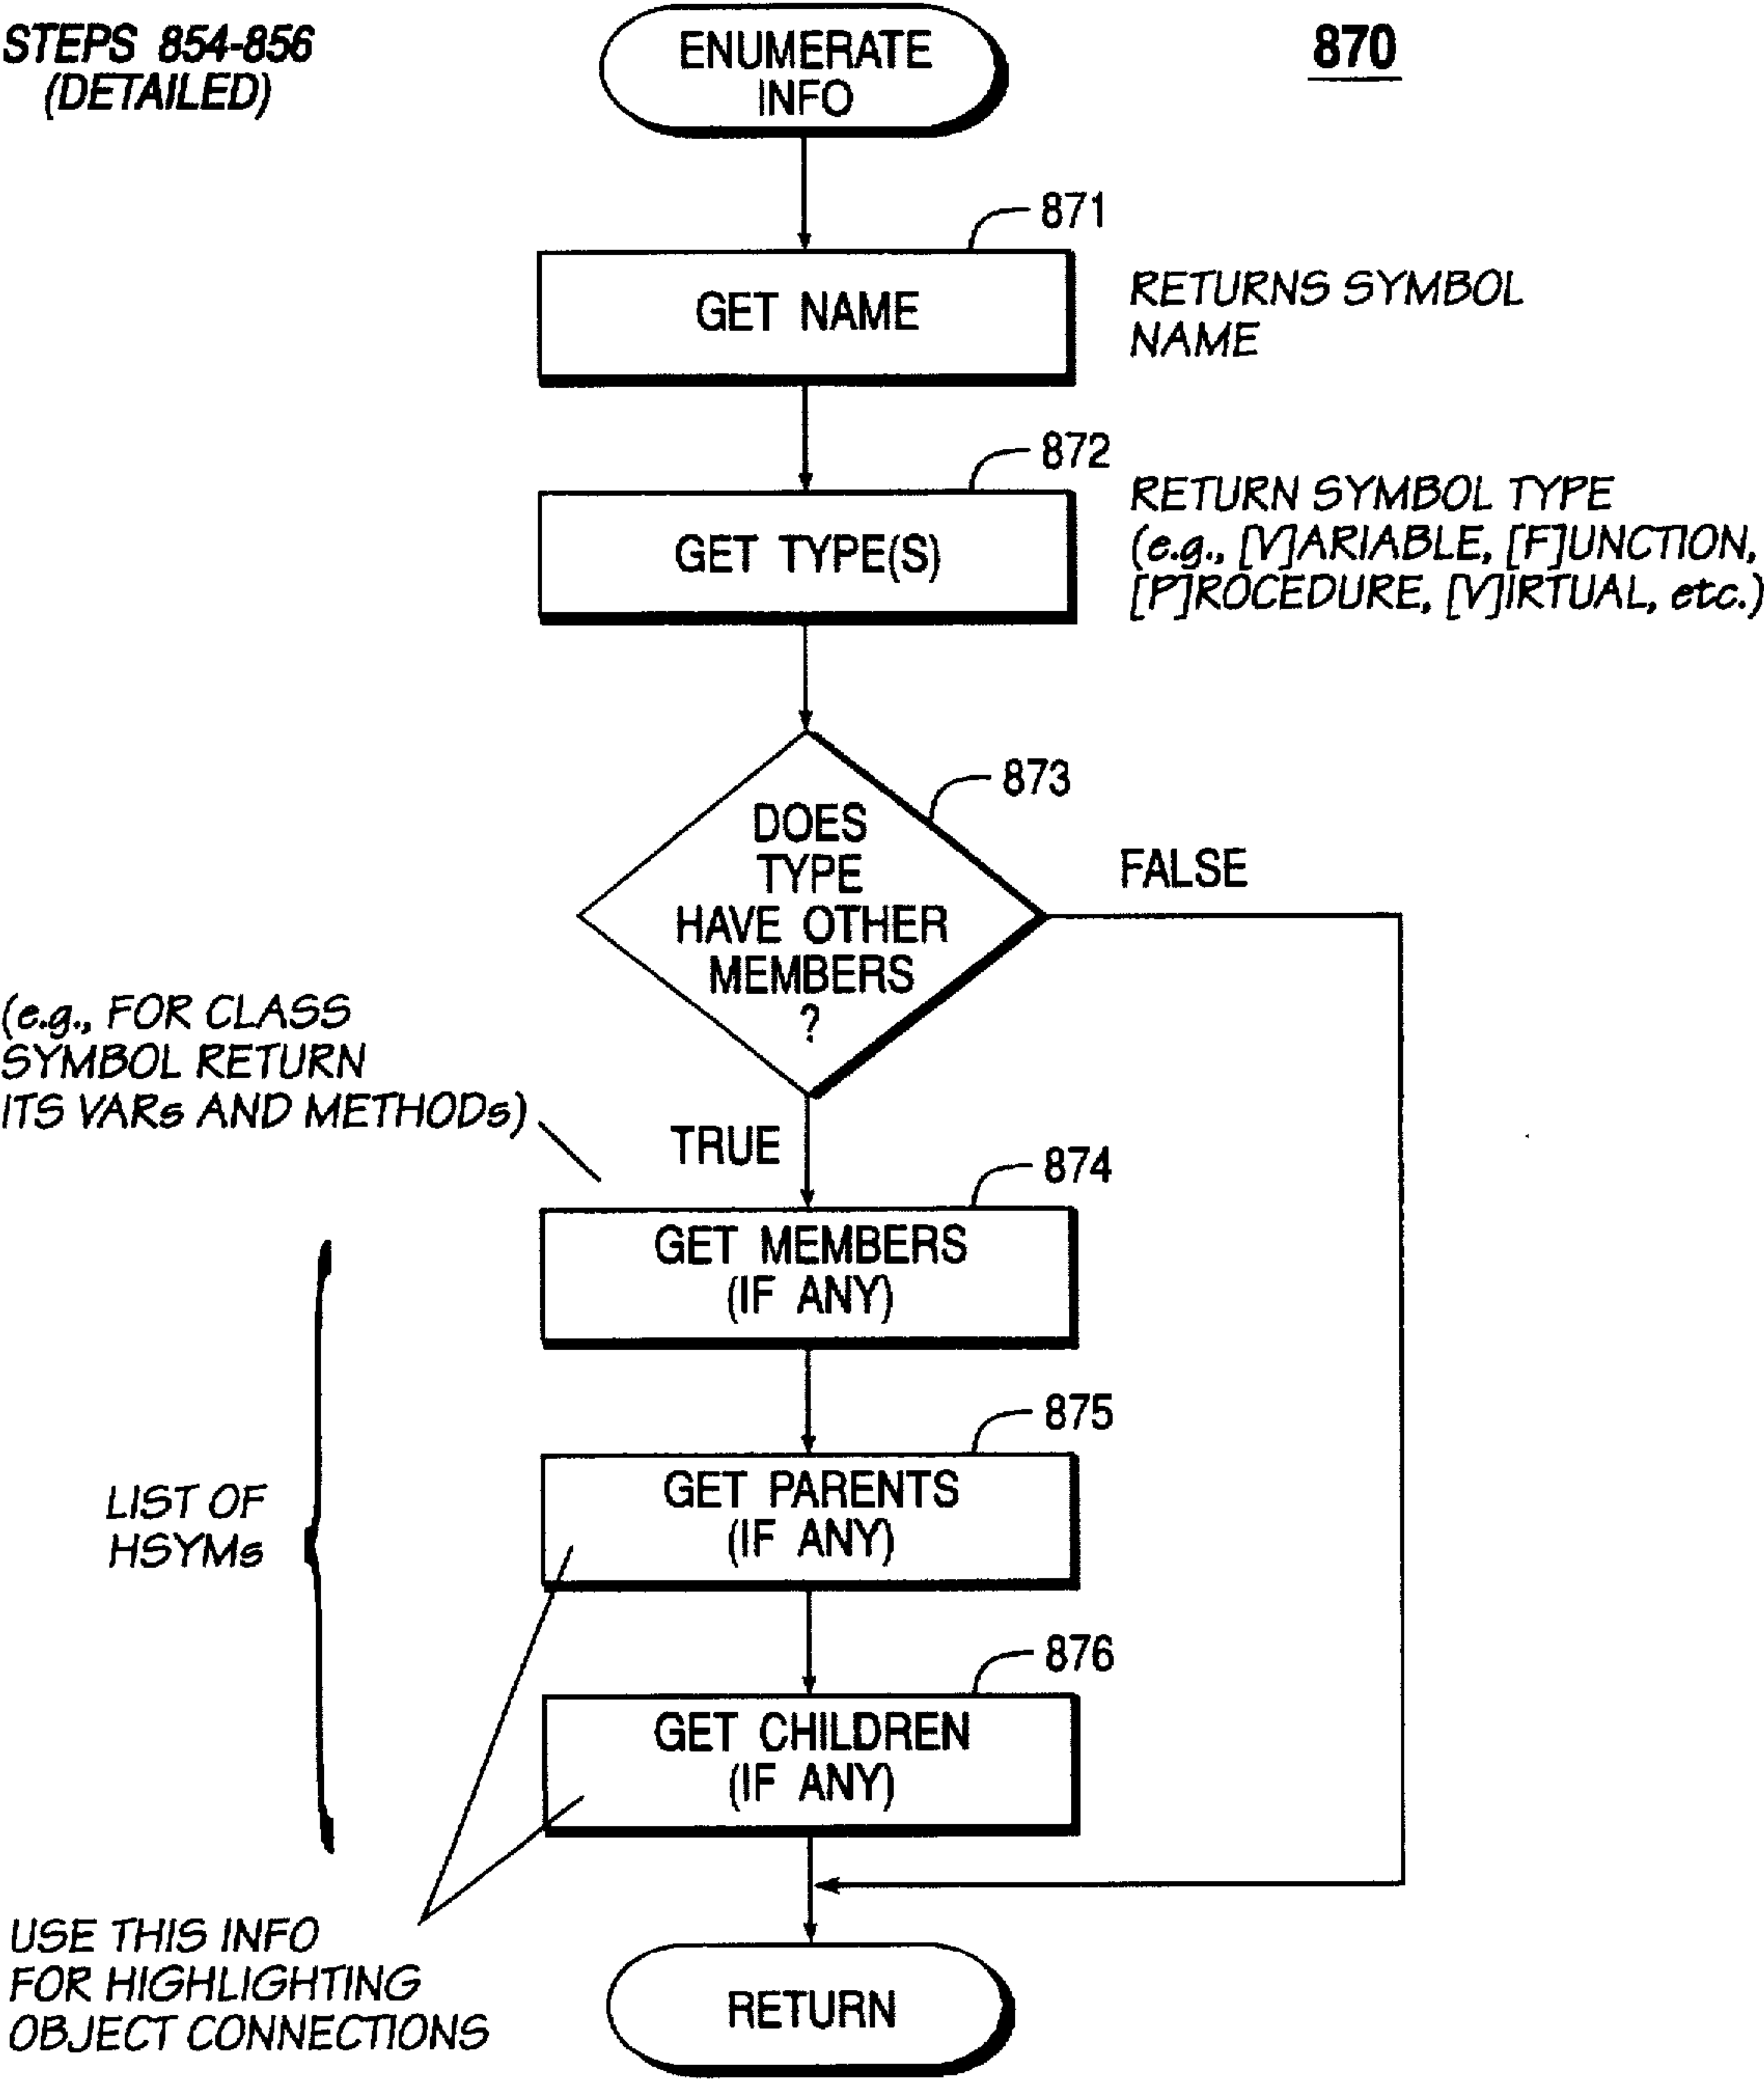 STEPS 854-856
(DETAILED)
870
ENUMERATE
INFO
871
GET NAME
RETURNS SYMBOL
NAME
872
GET TYPE(S)
RETURN SYMBOL TYPE
(e.g., [V]ARIABLE, [F]UNCTION,
[P]ROCEDURE, [V]IRTUAL, etc.)
873
DOES
TYPE
HAVE OTHER
MEMBERS
?
FALSE
(e.g., FOR CLASS
SYMBOL RETURN
ITS VARs AND METHODs)
TRUE
874
GET MEMBERS
(IF ANY)
875
GET PARENTS
(IF ANY)
LIST OF
HSYMs
876
GET CHILDREN
(IF ANY)
USE THIS INFO
FOR HIGHLIGHTING
OBJECT CONNECTIONS
RETURN